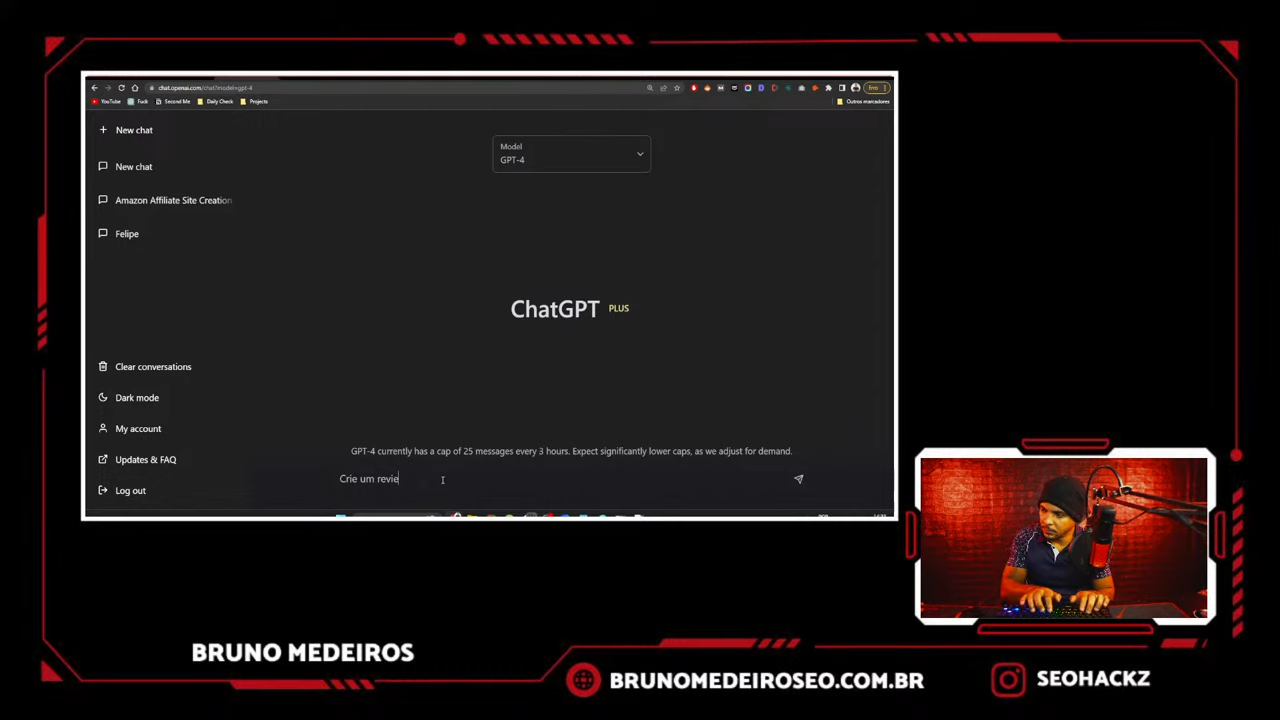 chat.openai.com/chat?model=gpt-4
YouTube
Fuck
Second Me
Daily Check
Projects
Outros marcadores
New chat
New chat
Amazon Affiliate Site Creation
Felipe
Clear conversations
Dark mode
My account
Updates & FAQ
Log out
Model
GPT-4
ChatGPT PLUS
GPT-4 currently has a cap of 25 messages every 3 hours. Expect significantly lower caps, as we adjust for demand.
Crie um revie
BRUNO MEDEIROS
BRUNOMEDEIROSEO.COM.BR
SEOHACKZ